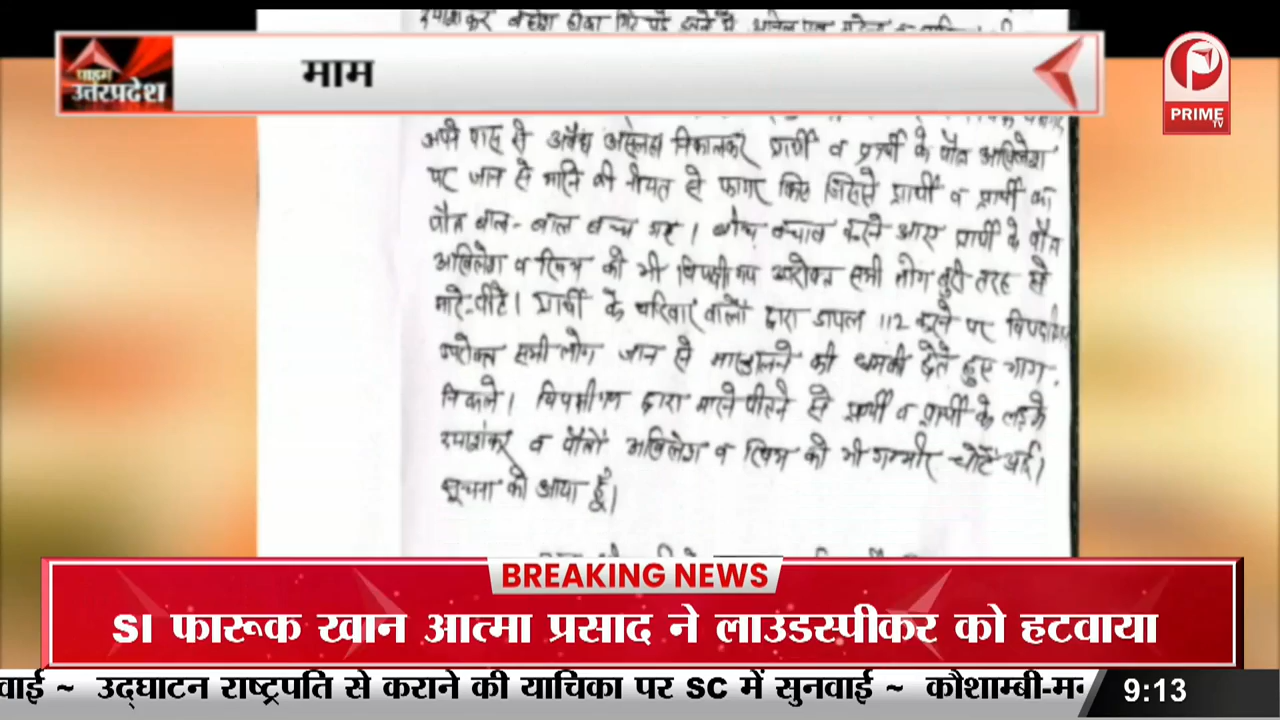 प्राइम
उत्तरप्रदेश
माम
PRIME
TV
अपने पास से अवैध असलहा निकालकर प्रार्थी व प्रार्थी के पौत्र अखिलेश
पर जान से मारने की नीयत से फायर किए जिससे प्रार्थी व प्रार्थी का
पौत्र बाल-बाल बच गए। बीच बचाव करने आए प्रार्थी के पौत्र
अखिलेश व को भी विपक्षीगण उपरोक्त सभी लोग बुरी तरह से
मारे-पीटे। प्रार्थी के परिवार वालों द्वारा डायल 112 करने पर
उपरोक्त सभी लोग जान से मारडालने की धमकी देते हुए भाग
निकले। विपक्षीगण द्वारा मारने पीटने से प्रार्थी व प्रार्थी के लड़के
दयाशंकर व पौत्रों अखिलेश व को भी गम्भीर चोटें आई।
सूचना को आया हूँ।
BREAKING NEWS
SI फारूक खान आत्मा प्रसाद ने लाउडस्पीकर को हटवाया
वाई ~ उद्घाटन राष्ट्रपति से कराने की याचिका पर SC में सुनवाई ~ कौशाम्बी-मन
9:13